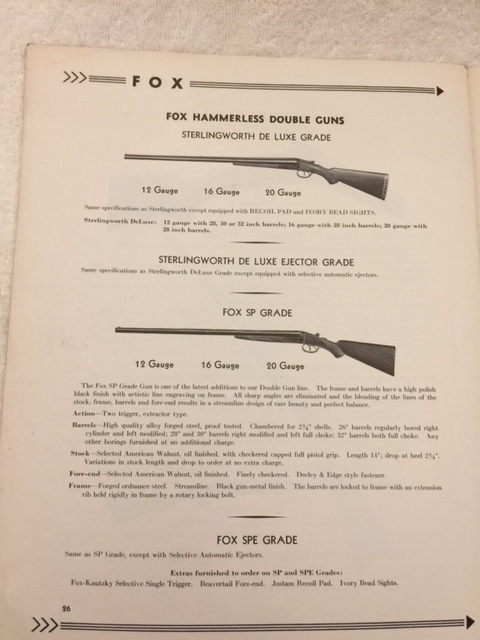 FOX
FOX HAMMERLESS DOUBLE GUNS
STERLINGWORTH DE LUXE GRADE
12 Gauge 16 Gauge 20 Gauge
Same specifications as Sterlingworth except equipped with RECOIL PAD and IVORY BEAD SIGHTS.
Sterlingworth DeLuxe: 12 gauge with 28, 30 or 32 inch barrels; 16 gauge with 28 inch barrels; 20 gauge with
28 inch barrels.
STERLINGWORTH DE LUXE EJECTOR GRADE
Same specifications as Sterlingworth DeLuxe Grade except equipped with selective automatic ejectors.
FOX SP GRADE
12 Gauge 16 Gauge 20 Gauge
The Fox SP Grade Gun is one of the latest additions to our Double Gun line. The frame and barrels have a high polish
black finish with artistic line engraving on frame. All sharp angles are eliminated and the blending of the lines of the
stock, frame, barrels and fore-end results in a streamline design of rare beauty and perfect balance.
Action—Two trigger, extractor type.
Barrels—High quality alloy forged steel, proof tested. Chambered for 2¾" shells. 26" barrels regularly bored right
cylinder and left modified; 28" and 30" barrels right modified and left full choke; 32" barrels both full choke. Any
other borings furnished at no additional charge.
Stock—Selected American Walnut, oil finished, with checkered capped full pistol grip. Length 14"; drop at heel 2¾".
Variations in stock length and drop to order at no extra charge.
Fore-end—Selected American Walnut, oil finished. Finely checkered. Deeley & Edge style fastener.
Frame—Forged ordnance steel. Streamline. Black gun-metal finish. The barrels are locked to frame with an extension
rib held rigidly in frame by a rotary locking bolt.
FOX SPE GRADE
Same as SP Grade, except with Selective Automatic Ejectors.
Extras furnished to order on SP and SPE Grades:
Fox-Kautzky Selective Single Trigger, Beavertail Fore-end, Jostam Recoil Pad, Ivory Bead Sights.
26